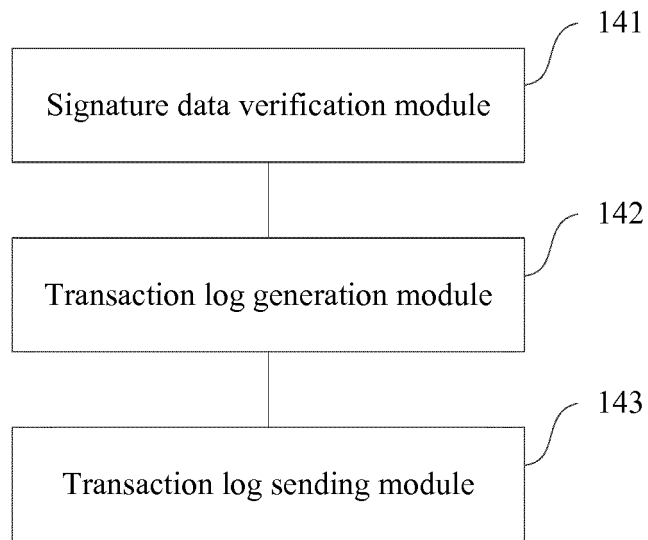 141
Signature data verification module
142
Transaction log generation module
143
Transaction log sending module